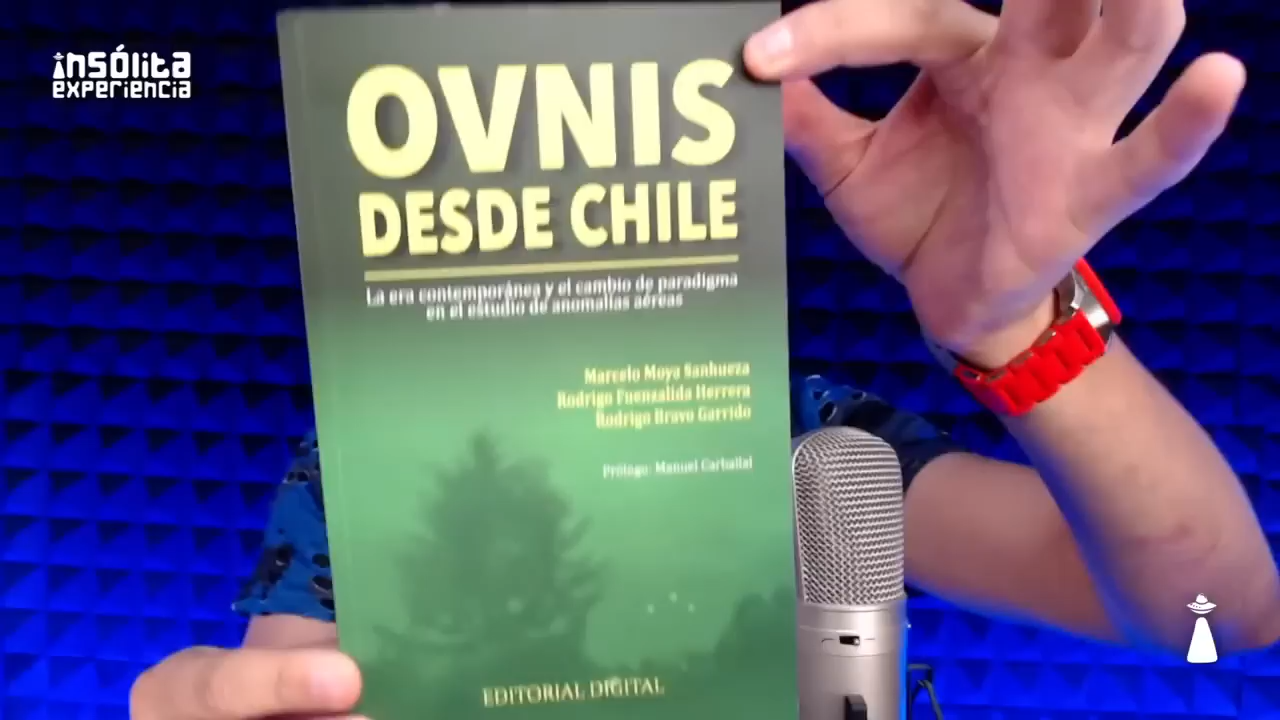 insólita
experiencia
OVNIS
DESDE CHILE
La era contemporánea y el cambio de paradigma
en el estudio de anomalías aéreas
Marcelo Moya Sanhueza
Rodrigo Fuenzalida Herrera
Rodrigo Bravo Garrido
Prólogo: Manuel Carballal
EDITORIAL DIGITAL